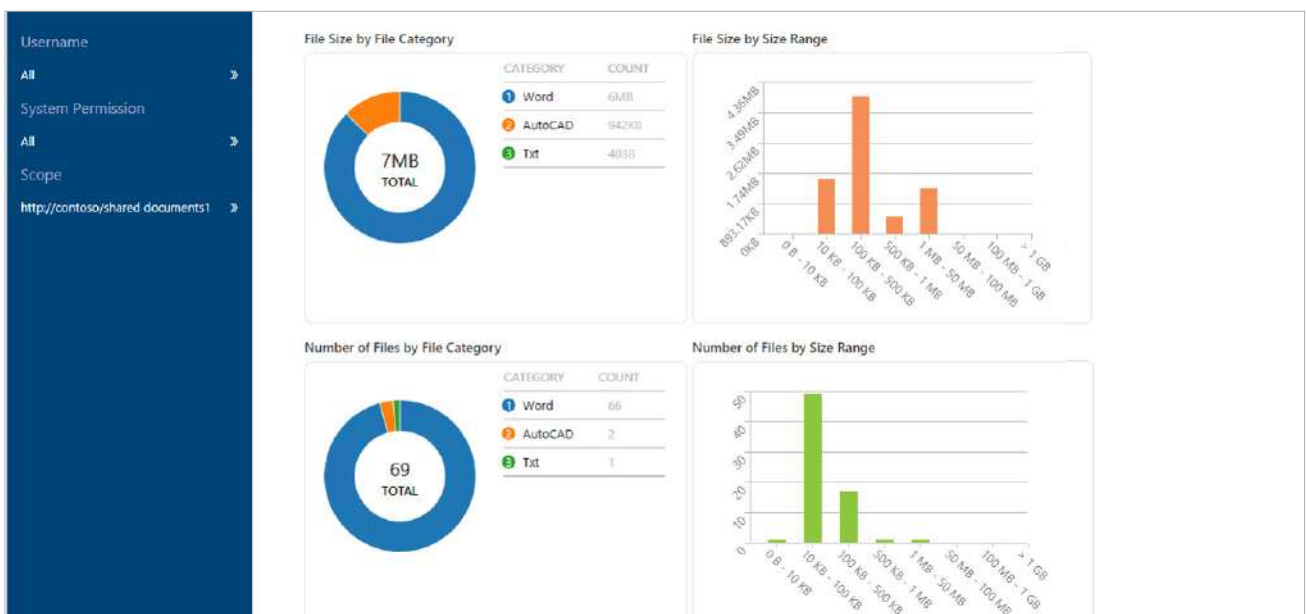 Username
All
System Permission
All
Scope
http://contoso/shared documents1
File Size by File Category
CATEGORY COUNT
1 Word 6MB
2 AutoCAD 942KB
3 Txt 403B
7MB
TOTAL
File Size by Size Range
4.36MB
3.49MB
2.62MB
1.74MB
893.17KB
0KB
0 B - 10 KB
10 KB - 100 KB
100 KB - 500 KB
500 KB - 1 MB
1 MB - 50 MB
50 MB - 100 MB
100 MB - 1 GB
> 1 GB
Number of Files by File Category
CATEGORY COUNT
1 Word 66
2 AutoCAD 2
3 Txt 1
69
TOTAL
Number of Files by Size Range
50
40
30
20
10
0
0 B - 10 KB
10 KB - 100 KB
100 KB - 500 KB
500 KB - 1 MB
1 MB - 50 MB
50 MB - 100 MB
100 MB - 1 GB
> 1 GB